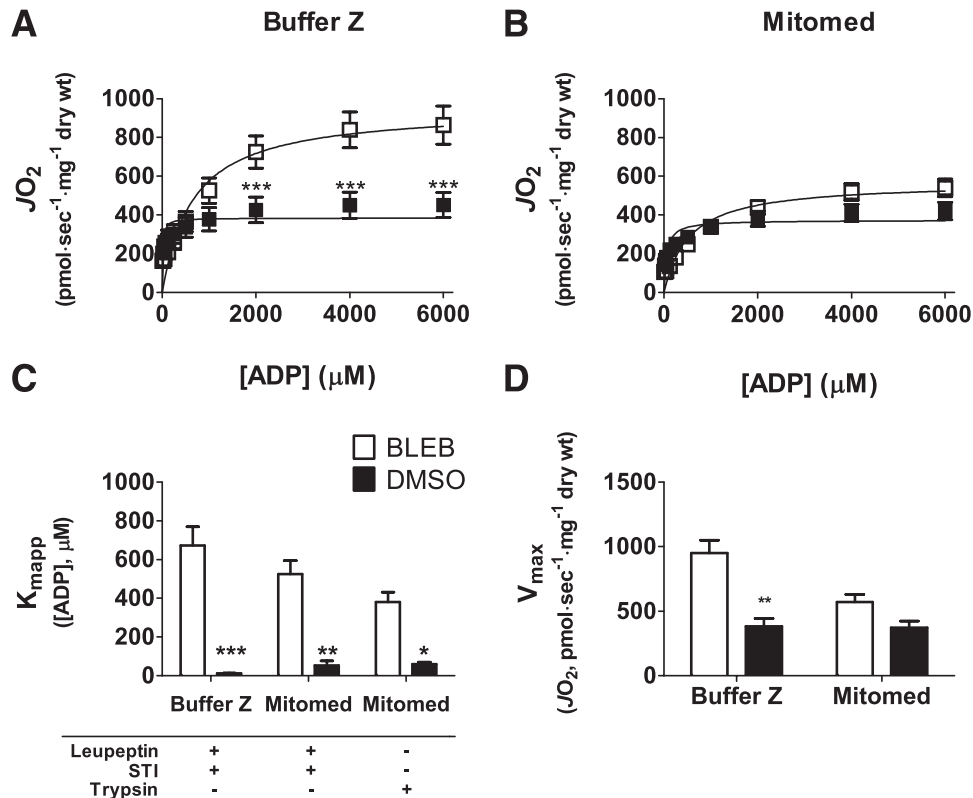 A Buffer Z
JO2
(pmol·sec-1·mg-1 dry wt)
1000
800
600
400
200
0
*** *** ***
0 2000 4000 6000
[ADP] (μM)
B Mitomed
JO2
(pmol·sec-1·mg-1 dry wt)
1000
800
600
400
200
0
0 2000 4000 6000
[ADP] (μM)
C
BLEB
DMSO
Kmapp
([ADP], μM)
1000
800
600
400
200
0
*** ** *
Buffer Z Mitomed Mitomed
Leupeptin + + -
STI + + -
Trypsin - - +
D
Vmax
(JO2, pmol·sec-1·mg-1 dry wt)
1500
1000
500
0
**
Buffer Z Mitomed